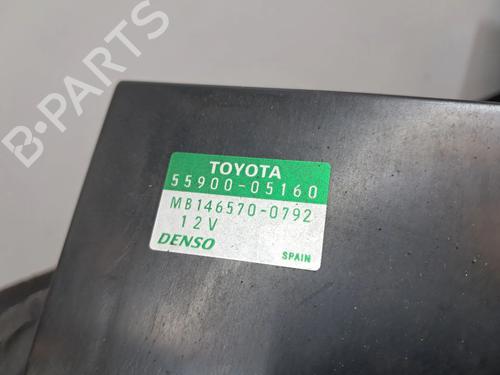 B-PARTS
TOYOTA
55900-05160
MB146570-0792
12V
DENSO
SPAIN